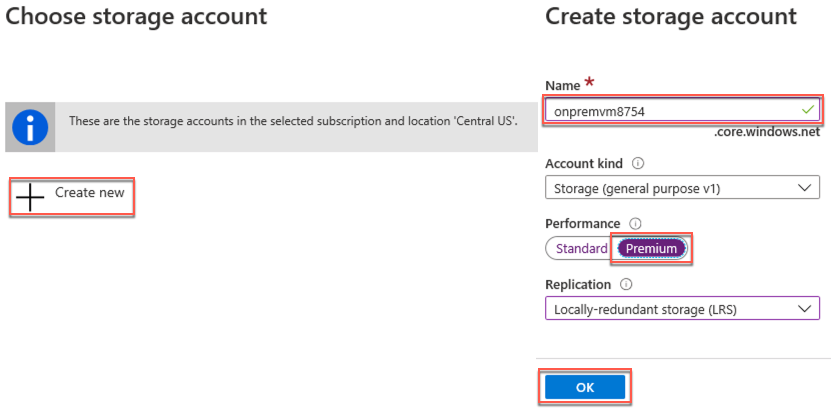 Choose storage account
These are the storage accounts in the selected subscription and location 'Central US'.
Create new
Create storage account
Name *
onpremvm8754
.core.windows.net
Account kind
Storage (general purpose v1)
Performance
Standard Premium
Replication
Locally-redundant storage (LRS)
OK